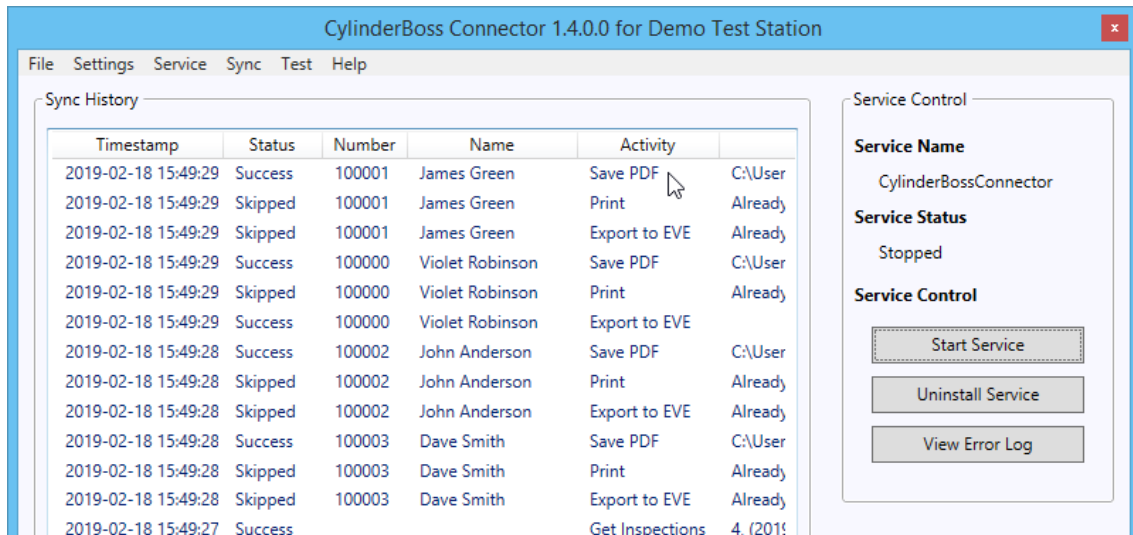 CylinderBoss Connector 1.4.0.0 for Demo Test Station
x
File Settings Service Sync Test Help
Sync History
Timestamp Status Number Name Activity
2019-02-18 15:49:29 Success 100001 James Green Save PDF C:\User
2019-02-18 15:49:29 Skipped 100001 James Green Print Already
2019-02-18 15:49:29 Skipped 100001 James Green Export to EVE Already
2019-02-18 15:49:29 Success 100000 Violet Robinson Save PDF C:\User
2019-02-18 15:49:29 Skipped 100000 Violet Robinson Print Already
2019-02-18 15:49:29 Success 100000 Violet Robinson Export to EVE
2019-02-18 15:49:28 Success 100002 John Anderson Save PDF C:\User
2019-02-18 15:49:28 Skipped 100002 John Anderson Print Already
2019-02-18 15:49:28 Skipped 100002 John Anderson Export to EVE Already
2019-02-18 15:49:28 Success 100003 Dave Smith Save PDF C:\User
2019-02-18 15:49:28 Skipped 100003 Dave Smith Print Already
2019-02-18 15:49:28 Skipped 100003 Dave Smith Export to EVE Already
2019-02-18 15:49:27 Success Get Inspections 4, (2019
Service Control
Service Name
CylinderBossConnector
Service Status
Stopped
Service Control
Start Service
Uninstall Service
View Error Log